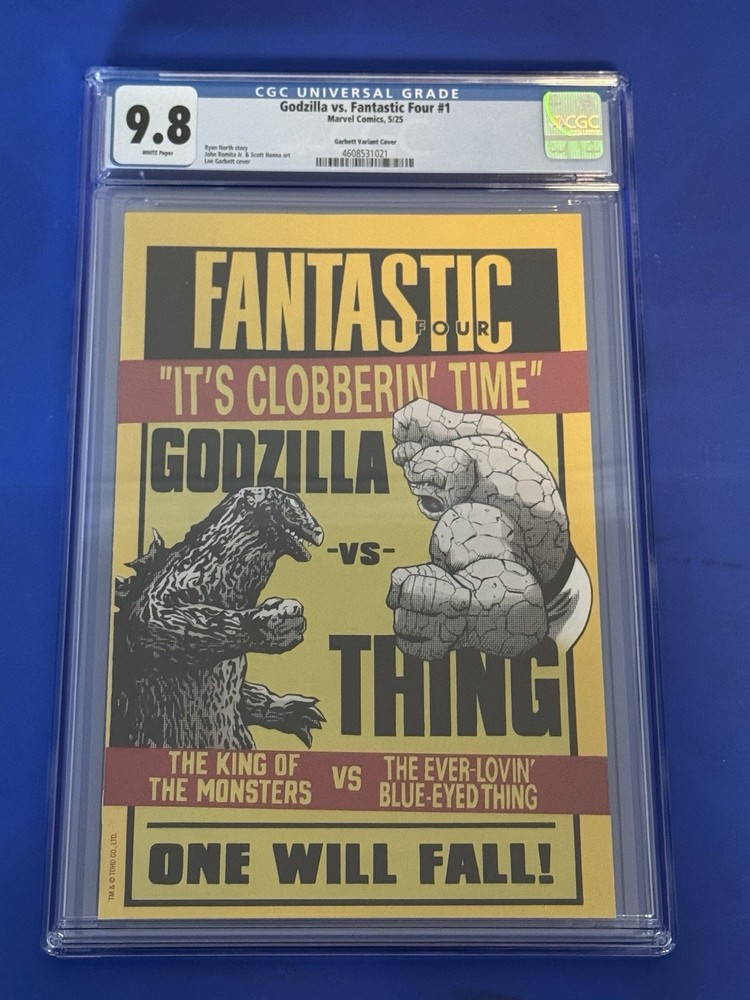 CGC UNIVERSAL GRADE
9.8
WHITE Pages
Godzilla vs. Fantastic Four #1
Marvel Comics, 5/25
Garbett Variant Cover
Ryan North story
John Romita Jr. & Scott Hanna art
Lee Garbett cover
4608531021
CGC
FANTASTIC
FOUR
"IT'S CLOBBERIN' TIME"
GODZILLA
-VS-
THING
THE KING OF
THE MONSTERS
VS
THE EVER-LOVIN'
BLUE-EYED THING
ONE WILL FALL!
TM & © TOHO CO., LTD.